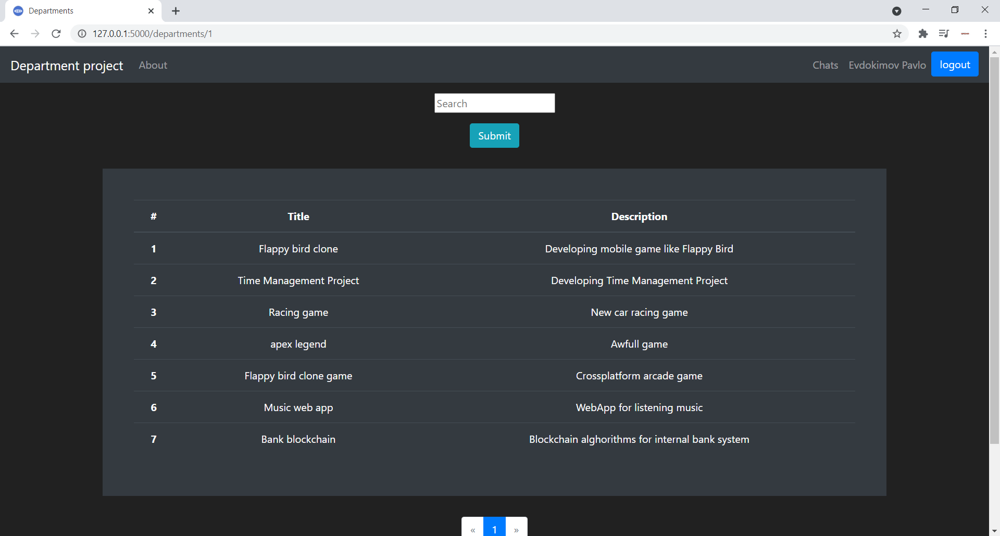 Departments
127.0.0.1:5000/departments/1
Department project About Chats Evdokimov Pavlo logout
Search
Submit
# Title Description
1 Flappy bird clone Developing mobile game like Flappy Bird
2 Time Management Project Developing Time Management Project
3 Racing game New car racing game
4 apex legend Awfull game
5 Flappy bird clone game Crossplatform arcade game
6 Music web app WebApp for listening music
7 Bank blockchain Blockchain alghorithms for internal bank system
« 1 »